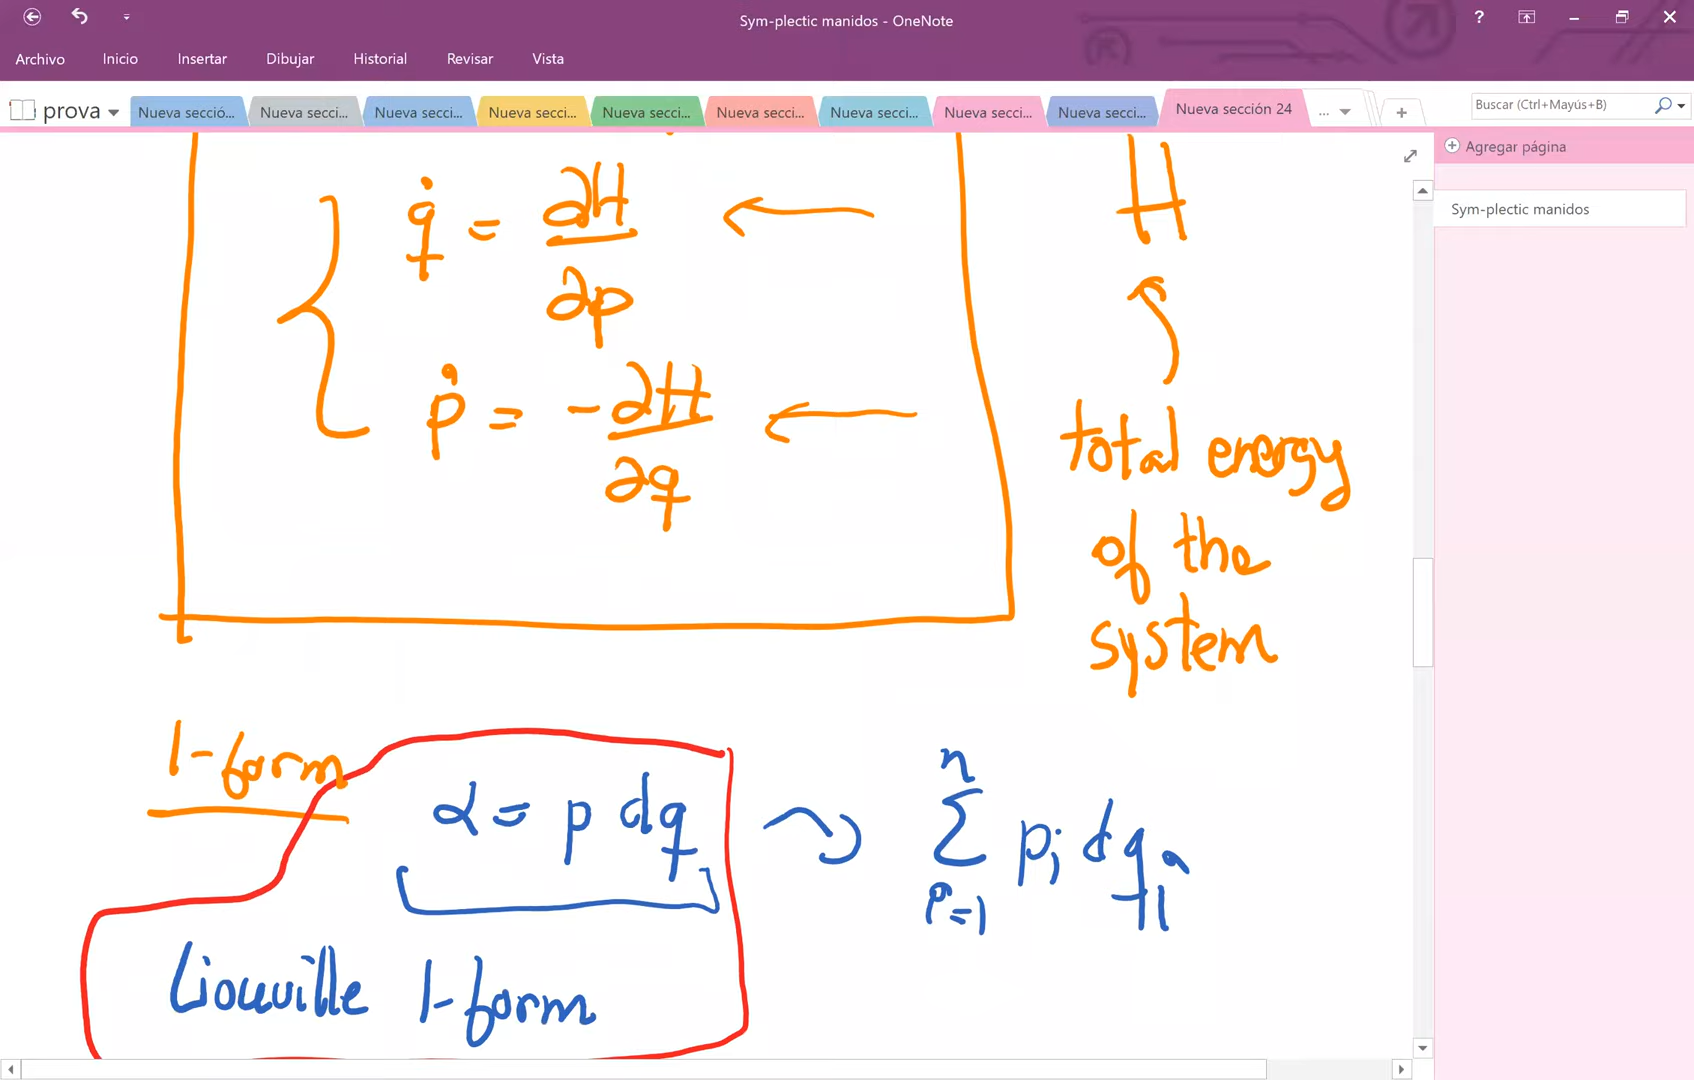 Sym-plectic manidos - OneNote
Archivo Inicio Insertar Dibujar Historial Revisar Vista
prova Nueva secció... Nueva secci... Nueva secci... Nueva secci... Nueva secci... Nueva secci... Nueva secci... Nueva secci... Nueva secci... Nueva sección 24 ... + Buscar (Ctrl+Mayús+B)
Agregar página
Sym-plectic manidos
q̇ = ∂H/∂p ←
ṗ = -∂H/∂q ←
H
total energy
of the
system
1-form
α = p dq ⇝ ∑_{i=1}^{n} p_i dq_i
Liouville 1-form